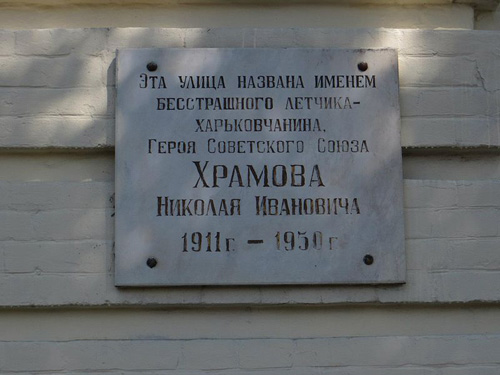 Эта улица названа именем
бесстрашного летчика-
харьковчанина,
Героя Советского Союза
Храмова
Николая Ивановича
1911г. – 1950г.